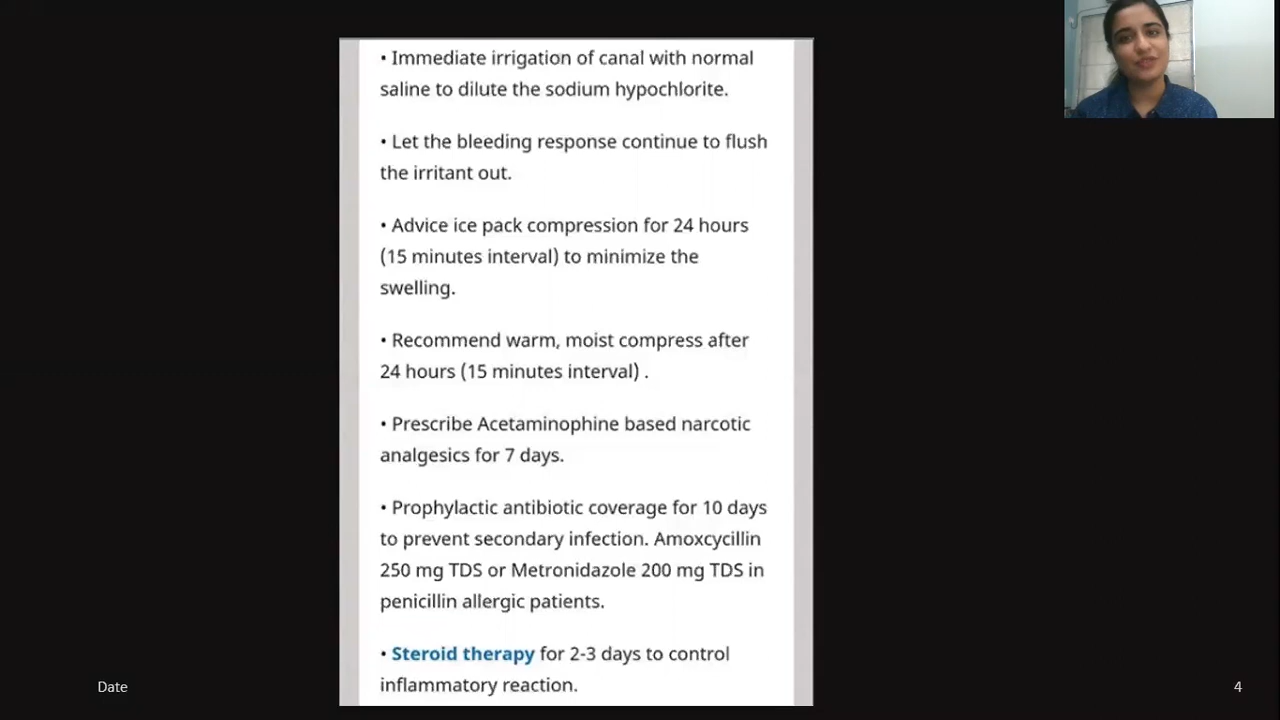 • Immediate irrigation of canal with normal
saline to dilute the sodium hypochlorite.
• Let the bleeding response continue to flush
the irritant out.
• Advice ice pack compression for 24 hours
(15 minutes interval) to minimize the
swelling.
• Recommend warm, moist compress after
24 hours (15 minutes interval) .
• Prescribe Acetaminophine based narcotic
analgesics for 7 days.
• Prophylactic antibiotic coverage for 10 days
to prevent secondary infection. Amoxcycillin
250 mg TDS or Metronidazole 200 mg TDS in
penicillin allergic patients.
• Steroid therapy for 2-3 days to control
inflammatory reaction.
Date
4